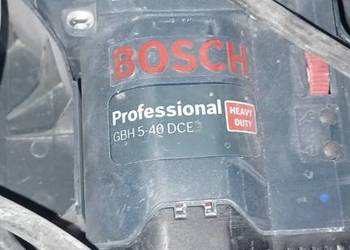 BOSCH
Professional
HEAVY
DUTY
GBH 5-40 DCE